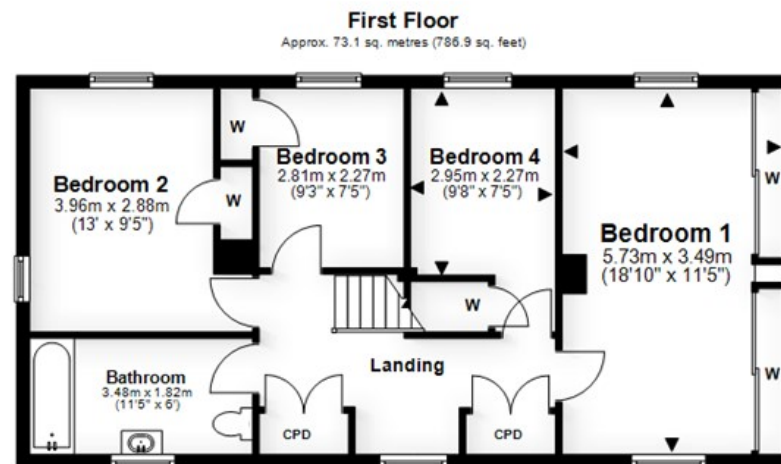 First Floor
Approx. 73.1 sq. metres (786.9 sq. feet)
W
Bedroom 3
2.81m x 2.27m
(9'3" x 7'5")
Bedroom 4
2.95m x 2.27m
(9'8" x 7'5")
Bedroom 2
3.96m x 2.88m
(13' x 9'5")
W
W
Bedroom 1
5.73m x 3.49m
(18'10" x 11'5")
W
Landing
Bathroom
3.48m x 1.82m
(11'5" x 6')
W
CPD
CPD